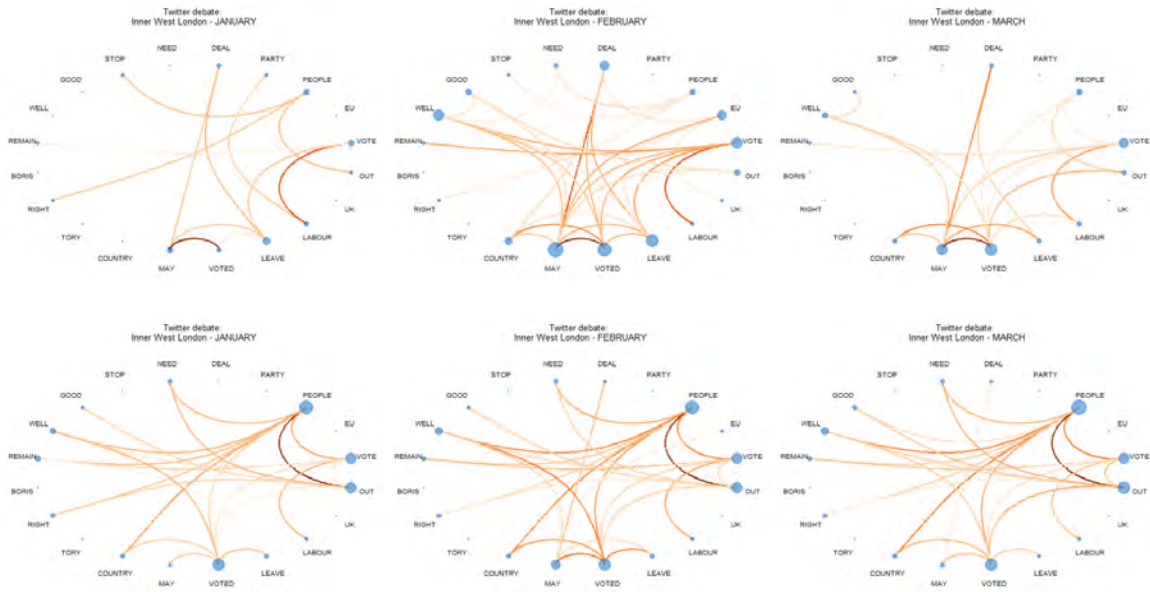 Twitter debate:
Inner West London - JANUARY
NEED
DEAL
STOP
PARTY
GOOD
PEOPLE
WELL
EU
REMAIN
VOTE
BORIS
OUT
RIGHT
UK
TORY
LABOUR
COUNTRY
LEAVE
MAY
VOTED
Twitter debate:
Inner West London - FEBRUARY
NEED
DEAL
STOP
PARTY
GOOD
PEOPLE
WELL
EU
REMAIN
VOTE
BORIS
OUT
RIGHT
UK
TORY
LABOUR
COUNTRY
LEAVE
MAY
VOTED
Twitter debate:
Inner West London - MARCH
NEED
DEAL
STOP
PARTY
GOOD
PEOPLE
WELL
EU
REMAIN
VOTE
BORIS
OUT
RIGHT
UK
TORY
LABOUR
COUNTRY
LEAVE
MAY
VOTED
Twitter debate:
Inner West London - JANUARY
NEED
DEAL
STOP
PARTY
GOOD
PEOPLE
WELL
EU
REMAIN
VOTE
BORIS
OUT
RIGHT
UK
TORY
LABOUR
COUNTRY
LEAVE
MAY
VOTED
Twitter debate:
Inner West London - FEBRUARY
NEED
DEAL
STOP
PARTY
GOOD
PEOPLE
WELL
EU
REMAIN
VOTE
BORIS
OUT
RIGHT
UK
TORY
LABOUR
COUNTRY
LEAVE
MAY
VOTED
Twitter debate:
Inner West London - MARCH
NEED
DEAL
STOP
PARTY
GOOD
PEOPLE
WELL
EU
REMAIN
VOTE
BORIS
OUT
RIGHT
UK
TORY
LABOUR
COUNTRY
LEAVE
MAY
VOTED